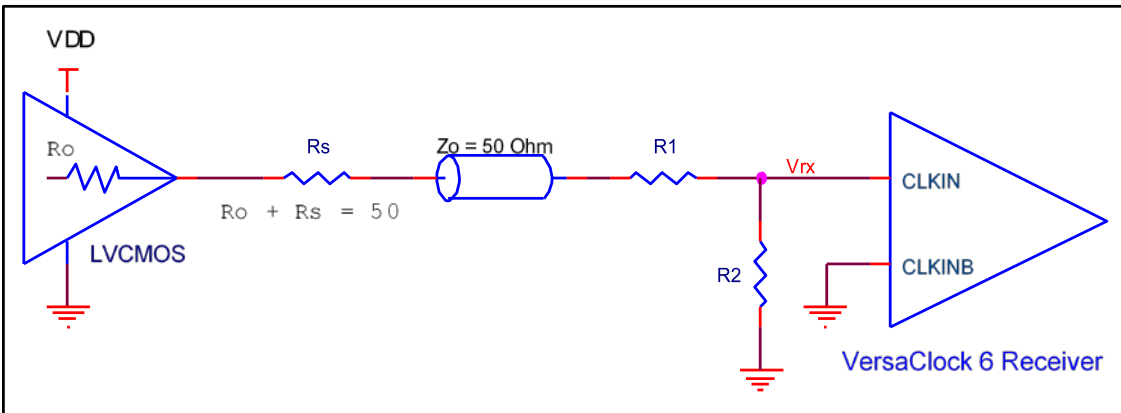 VDD
Ro
Rs
Zo = 50 Ohm
R1
Vrx
CLKIN
Ro + Rs = 50
LVCMOS
R2
CLKINB
VersaClock 6 Receiver